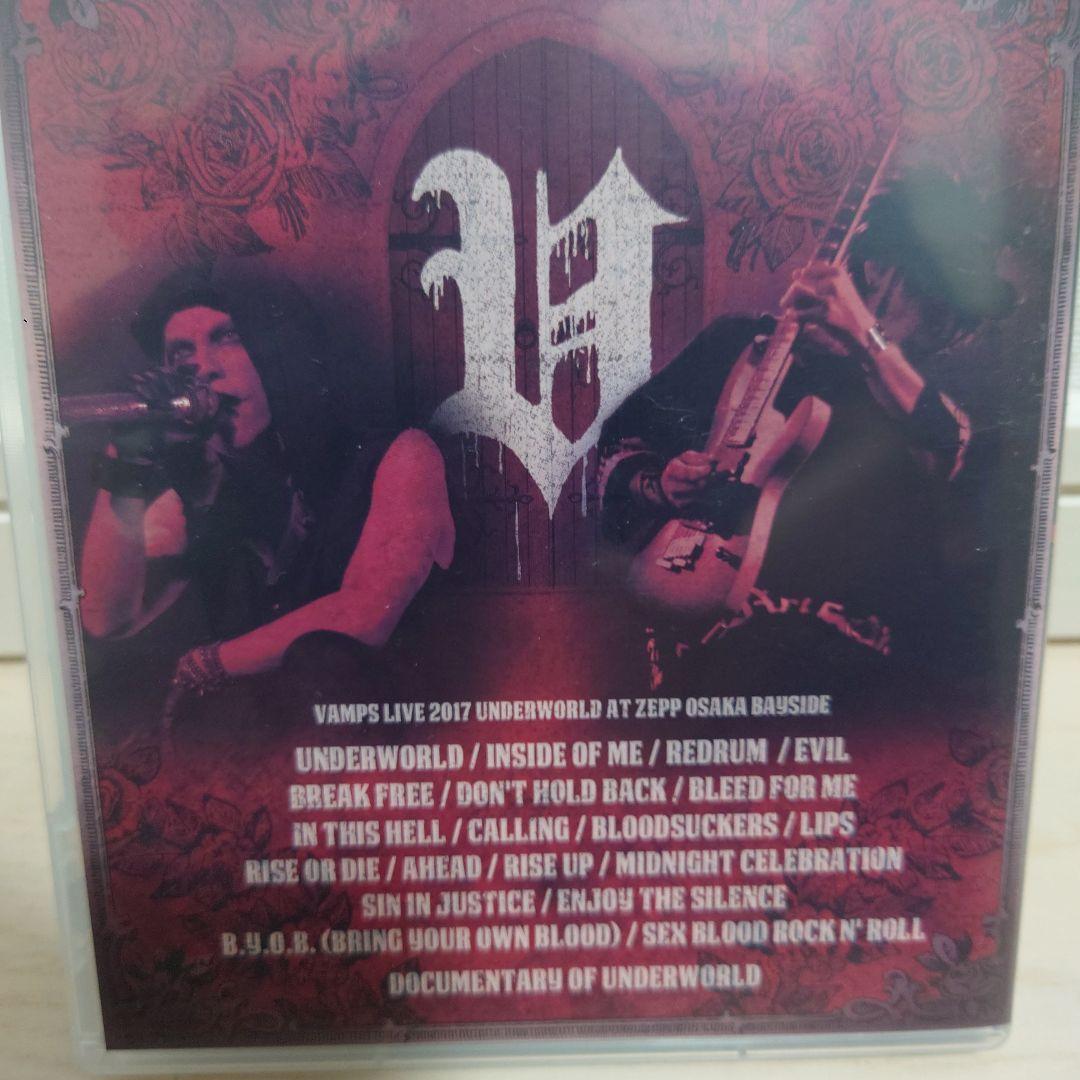 V
VAMPS LIVE 2017 UNDERWORLD AT ZEPP OSAKA BAYSIDE
UNDERWORLD / INSIDE OF ME / REDRUM / EVIL
BREAK FREE / DON'T HOLD BACK / BLEED FOR ME
IN THIS HELL / CALLING / BLOODSUCKERS / LIPS
RISE OR DIE / AHEAD / RISE UP / MIDNIGHT CELEBRATION
SIN IN JUSTICE / ENJOY THE SILENCE
B.Y.O.B. (BRING YOUR OWN BLOOD) / SEX BLOOD ROCK N' ROLL
DOCUMENTARY OF UNDERWORLD